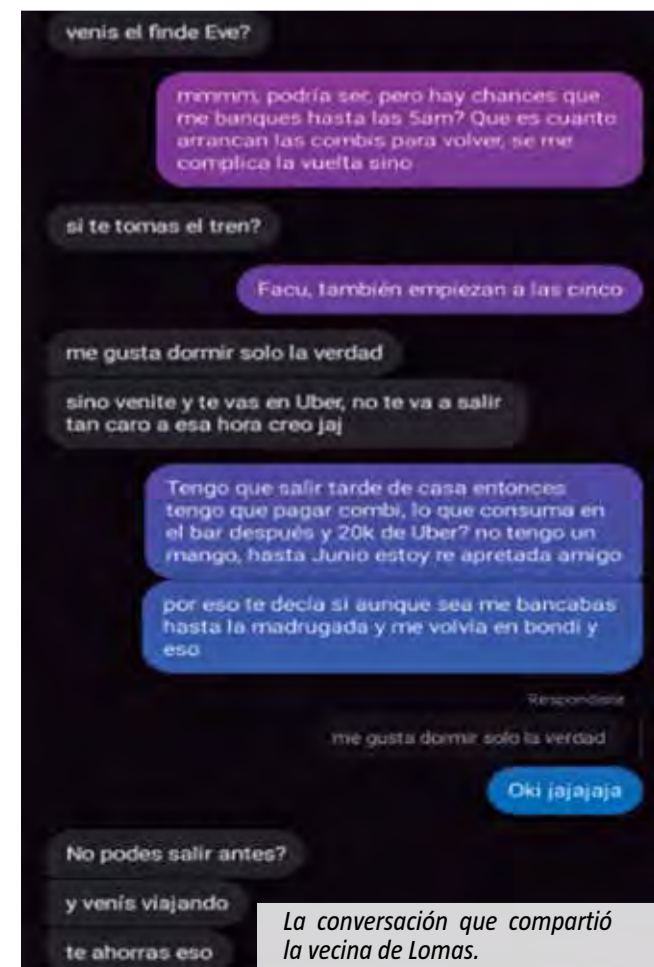 venis el finde Eve?
mmmm, podría ser, pero hay chances que
me banques hasta las 5am? Que es cuanto
arrancan las combis para volver, se me
complica la vuelta sino
si te tomas el tren?
Facu, también empiezan a las cinco
me gusta dormir solo la verdad
sino venite y te vas en Uber, no te va a salir
tan caro a esa hora creo jaj
Tengo que salir tarde de casa entonces
tengo que pagar combi, lo que consuma en
el bar después y 20k de Uber? no tengo un
mango, hasta Junio estoy re apretada amigo
por eso te decía si aunque sea me bancabas
hasta la madrugada y me volvía en bondi y
eso
Respondiste
me gusta dormir solo la verdad
Oki jajajaja
No podes salir antes?
y venís viajando
te ahorras eso
La conversación que compartió
la vecina de Lomas.